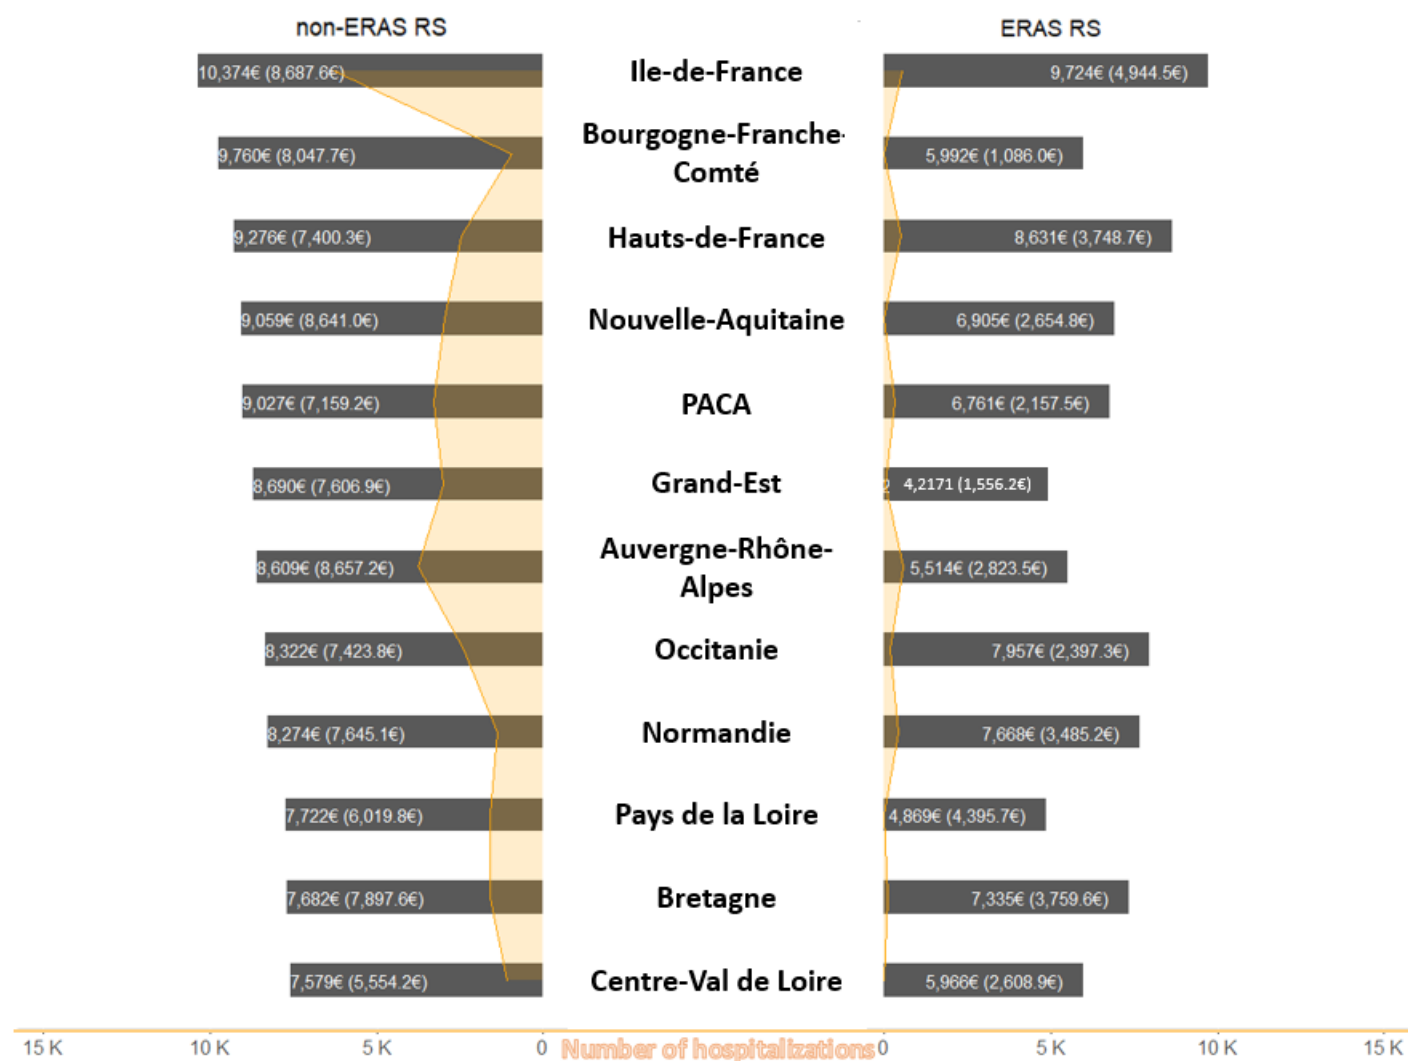 non-ERAS RS
ERAS RS
10,374€ (8,687.6€)
Ile-de-France
9,724€ (4,944.5€)
9,760€ (8,047.7€)
Bourgogne-Franche-
Comté
5,992€ (1,086.0€)
9,276€ (7,400.3€)
Hauts-de-France
8,631€ (3,748.7€)
9,059€ (8,641.0€)
Nouvelle-Aquitaine
6,905€ (2,654.8€)
9,027€ (7,159.2€)
PACA
6,761€ (2,157.5€)
8,690€ (7,606.9€)
Grand-Est
2 4,2171 (1,556.2€)
8,609€ (8,657.2€)
Auvergne-Rhône-
Alpes
5,514€ (2,823.5€)
8,322€ (7,423.8€)
Occitanie
7,957€ (2,397.3€)
8,274€ (7,645.1€)
Normandie
7,668€ (3,485.2€)
7,722€ (6,019.8€)
Pays de la Loire
4,869€ (4,395.7€)
7,682€ (7,897.6€)
Bretagne
7,335€ (3,759.6€)
7,579€ (5,554.2€)
Centre-Val de Loire
5,966€ (2,608.9€)
15 K 10 K 5 K 0 Number of hospitalizations 0 5 K 10 K 15 K